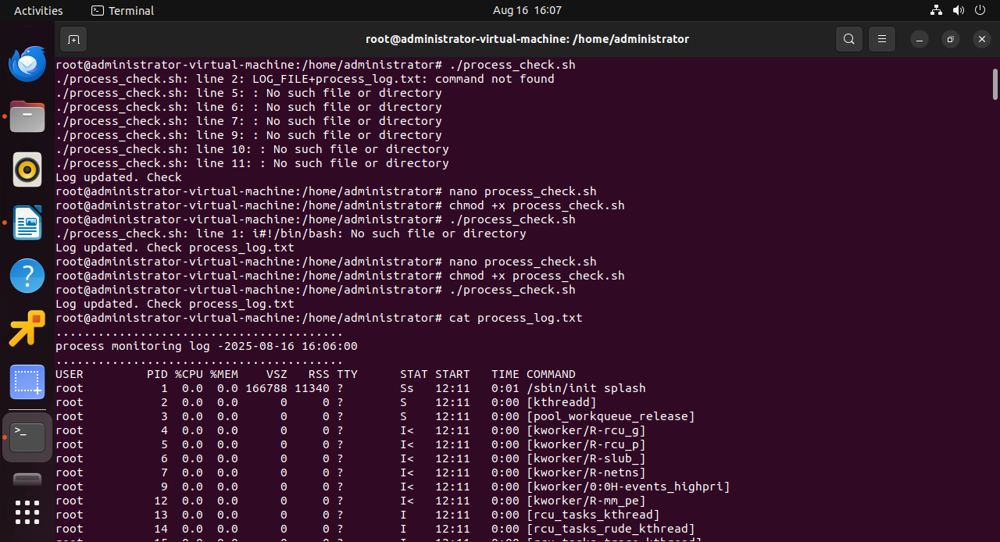 Activities Terminal Aug 16 16:07
root@administrator-virtual-machine: /home/administrator
root@administrator-virtual-machine:/home/administrator# ./process_check.sh
./process_check.sh: line 2: LOG_FILE+process_log.txt: command not found
./process_check.sh: line 5: : No such file or directory
./process_check.sh: line 6: : No such file or directory
./process_check.sh: line 7: : No such file or directory
./process_check.sh: line 9: : No such file or directory
./process_check.sh: line 10: : No such file or directory
./process_check.sh: line 11: : No such file or directory
Log updated. Check
root@administrator-virtual-machine:/home/administrator# nano process_check.sh
root@administrator-virtual-machine:/home/administrator# chmod +x process_check.sh
root@administrator-virtual-machine:/home/administrator# ./process_check.sh
./process_check.sh: line 1: i#!/bin/bash: No such file or directory
Log updated. Check process_log.txt
root@administrator-virtual-machine:/home/administrator# nano process_check.sh
root@administrator-virtual-machine:/home/administrator# chmod +x process_check.sh
root@administrator-virtual-machine:/home/administrator# ./process_check.sh
Log updated. Check process_log.txt
root@administrator-virtual-machine:/home/administrator# cat process_log.txt
.........................................
process monitoring log -2025-08-16 16:06:00
.........................................
USER         PID %CPU %MEM    VSZ   RSS TTY      STAT START   TIME COMMAND
root           1  0.0  0.0 166788 11340 ?        Ss   12:11   0:01 /sbin/init splash
root           2  0.0  0.0      0     0 ?        S    12:11   0:00 [kthreadd]
root           3  0.0  0.0      0     0 ?        S    12:11   0:00 [pool_workqueue_release]
root           4  0.0  0.0      0     0 ?        I<   12:11   0:00 [kworker/R-rcu_g]
root           5  0.0  0.0      0     0 ?        I<   12:11   0:00 [kworker/R-rcu_p]
root           6  0.0  0.0      0     0 ?        I<   12:11   0:00 [kworker/R-slub_]
root           7  0.0  0.0      0     0 ?        I<   12:11   0:00 [kworker/R-netns]
root           9  0.0  0.0      0     0 ?        I<   12:11   0:00 [kworker/0:0H-events_highpri]
root          12  0.0  0.0      0     0 ?        I<   12:11   0:00 [kworker/R-mm_pe]
root          13  0.0  0.0      0     0 ?        I    12:11   0:00 [rcu_tasks_kthread]
root          14  0.0  0.0      0     0 ?        I    12:11   0:00 [rcu_tasks_rude_kthread]